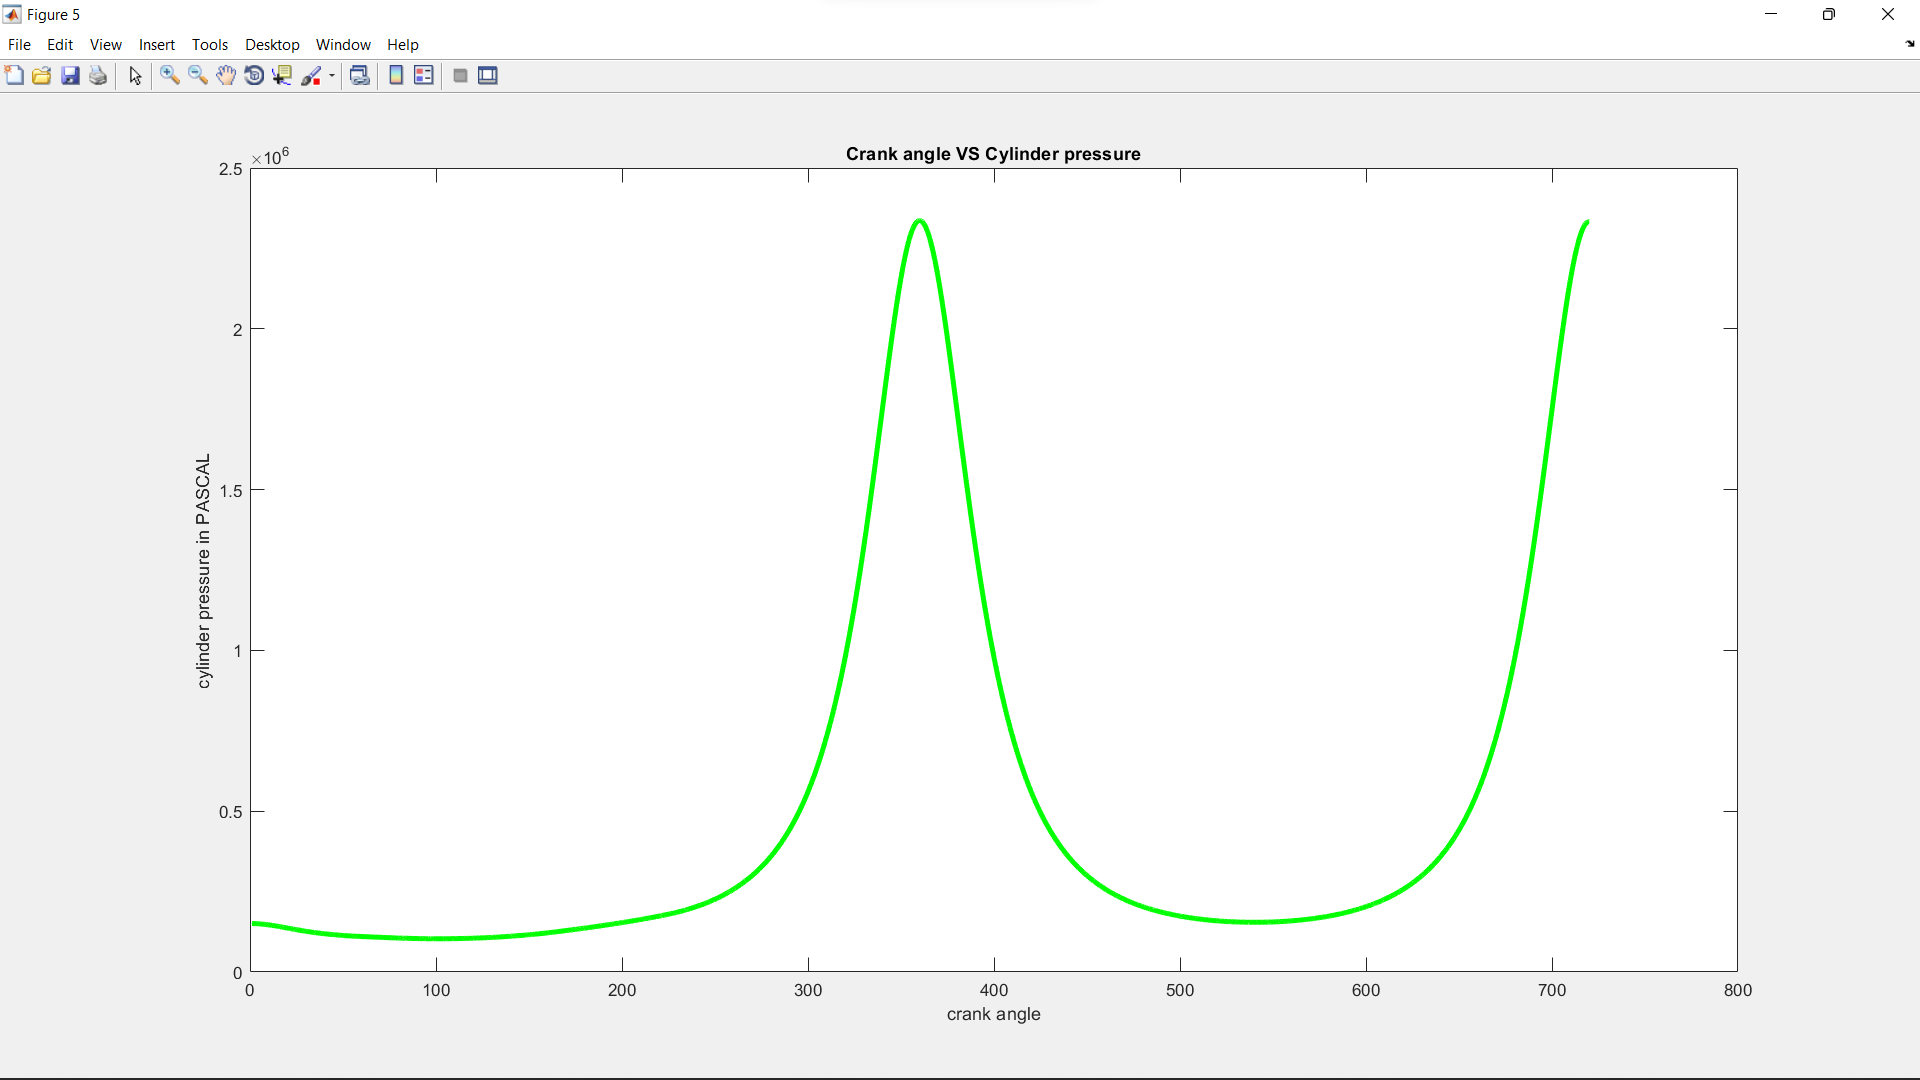 Figure 5
File Edit View Insert Tools Desktop Window Help
Crank angle VS Cylinder pressure
×10⁶
2.5
2
1.5
1
0.5
0
cylinder pressure in PASCAL
0 100 200 300 400 500 600 700 800
crank angle